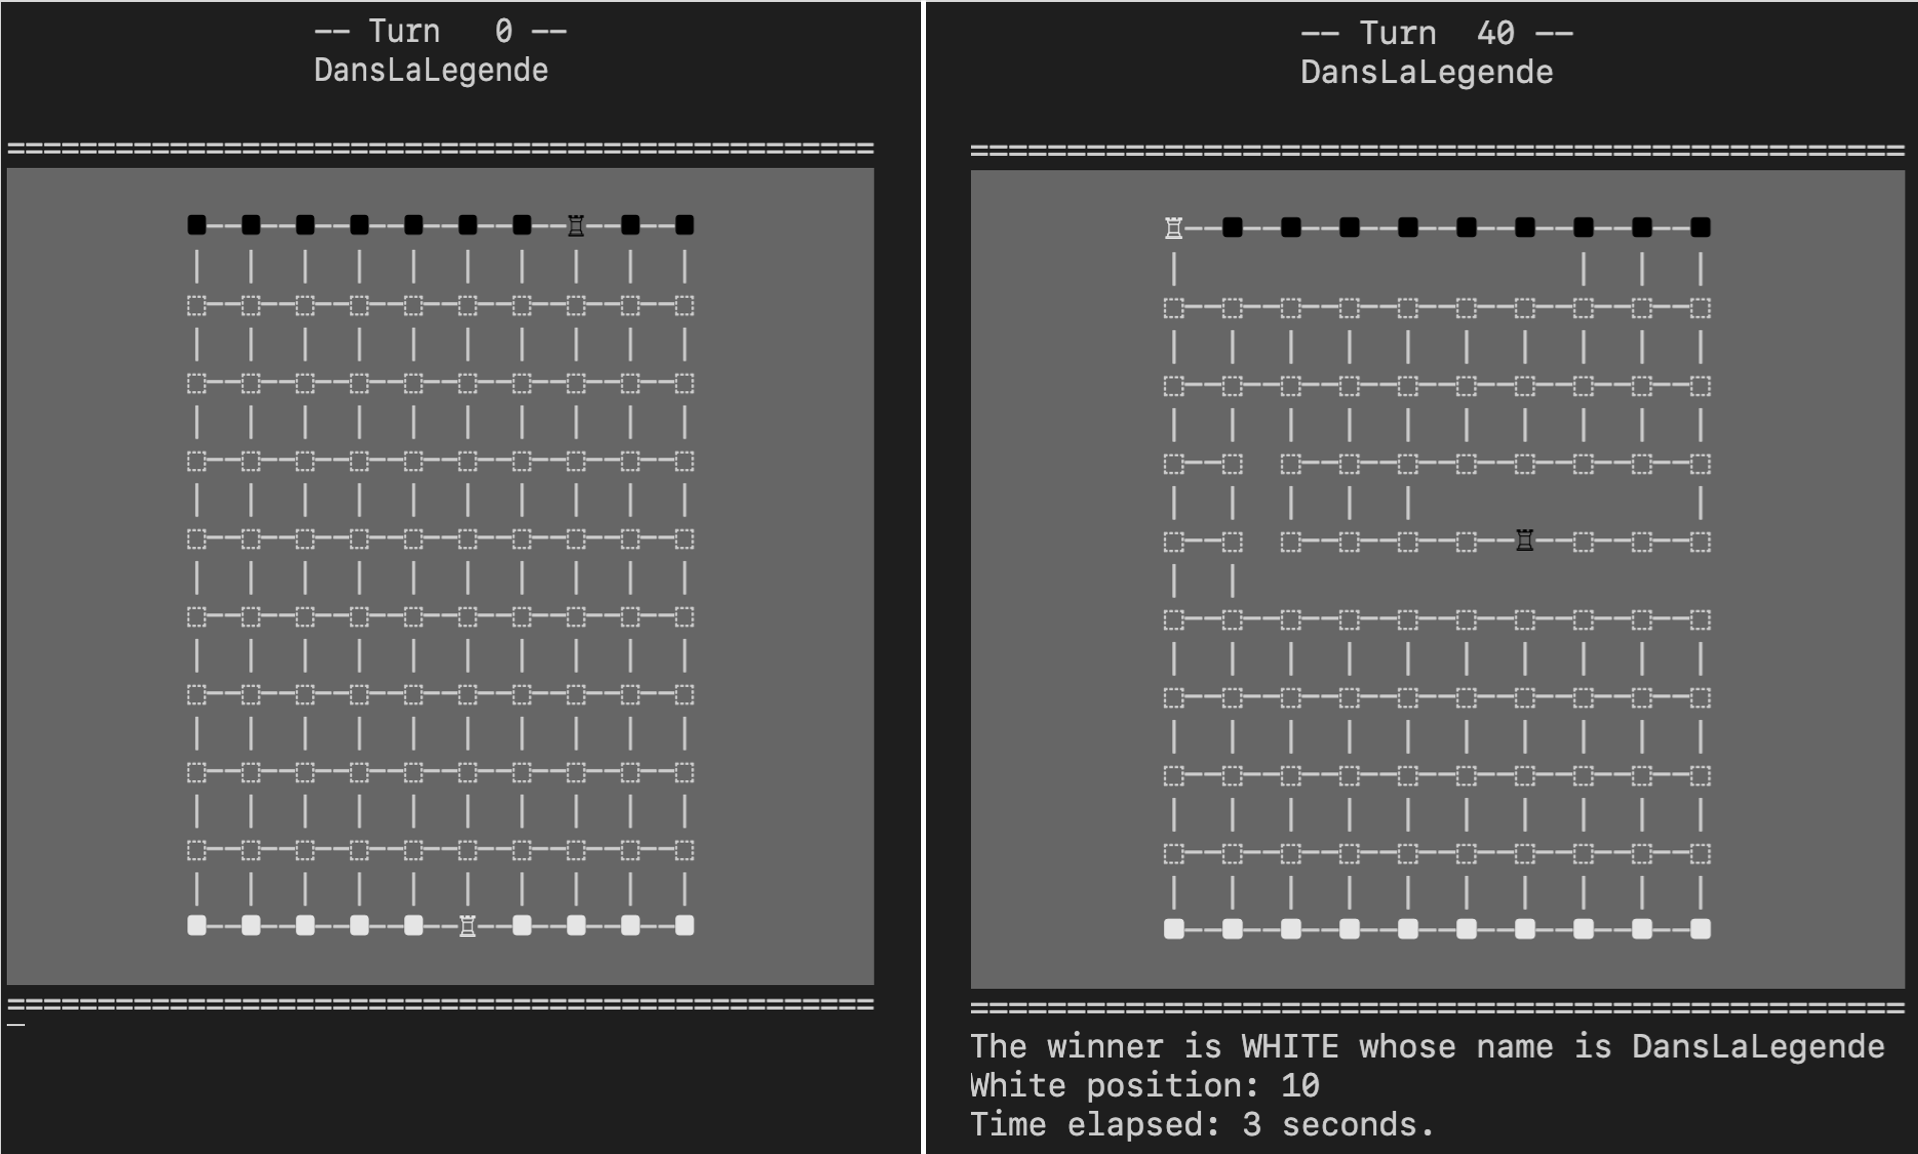 -- Turn   0 --
DansLaLegende
-- Turn  40 --
DansLaLegende
The winner is WHITE whose name is DansLaLegende
White position: 10
Time elapsed: 3 seconds.